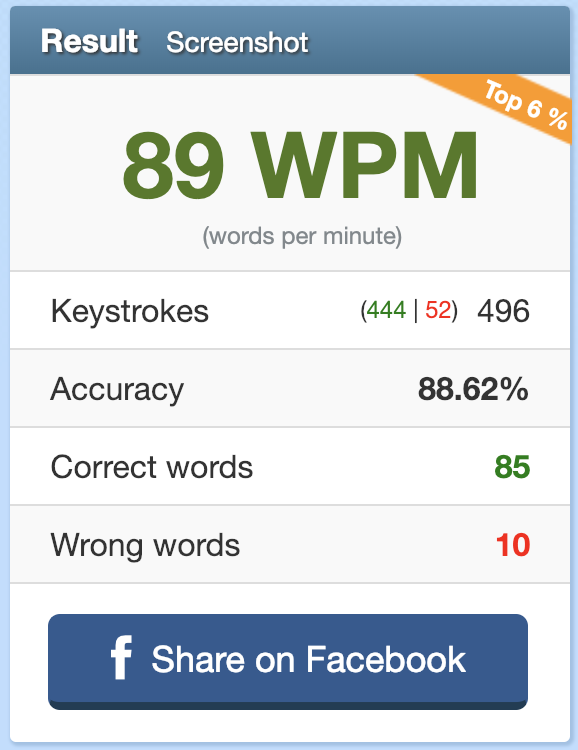 Result Screenshot
Top 6 %
89 WPM
(words per minute)
Keystrokes (444 | 52) 496
Accuracy 88.62%
Correct words 85
Wrong words 10
f Share on Facebook